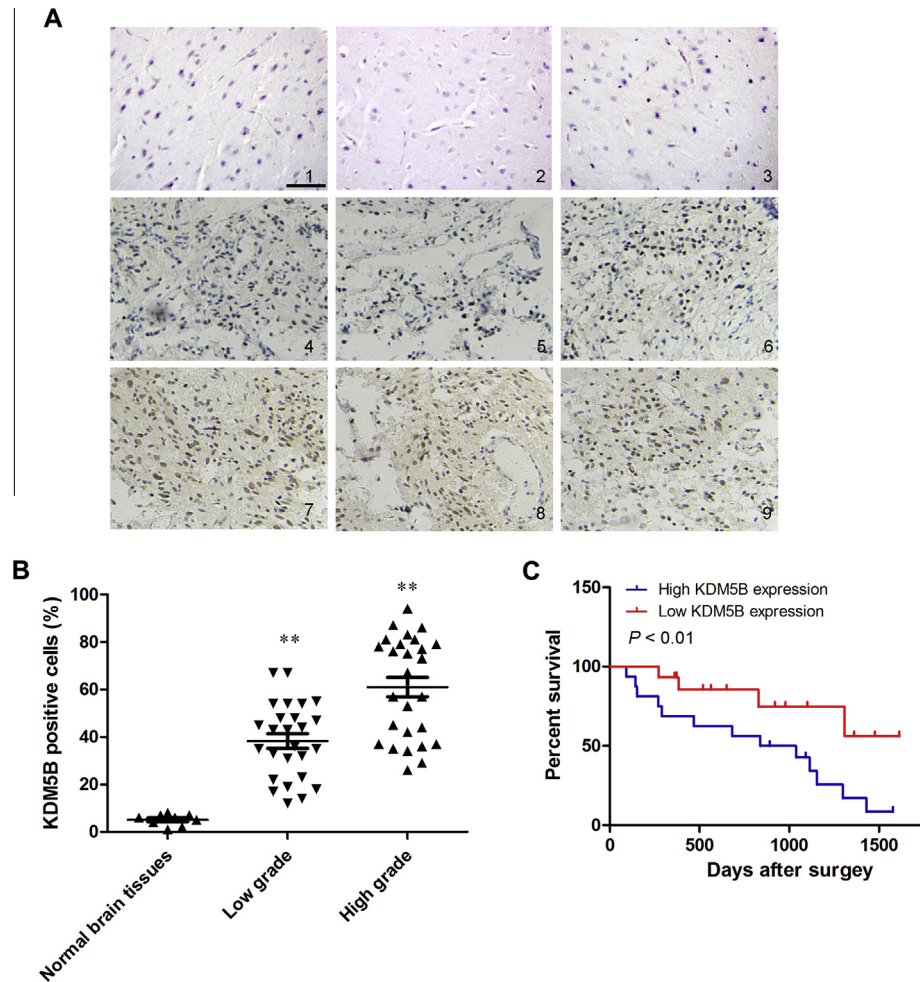 A
1
2
3
4
5
6
7
8
9
B
KDM5B positive cells (%)
100
80
60
40
20
0
**
**
Normal brain tissues
Low grade
High grade
C
Percent survival
150
100
50
0
High KDM5B expression
Low KDM5B expression
P < 0.01
0
500
1000
1500
Days after surgey